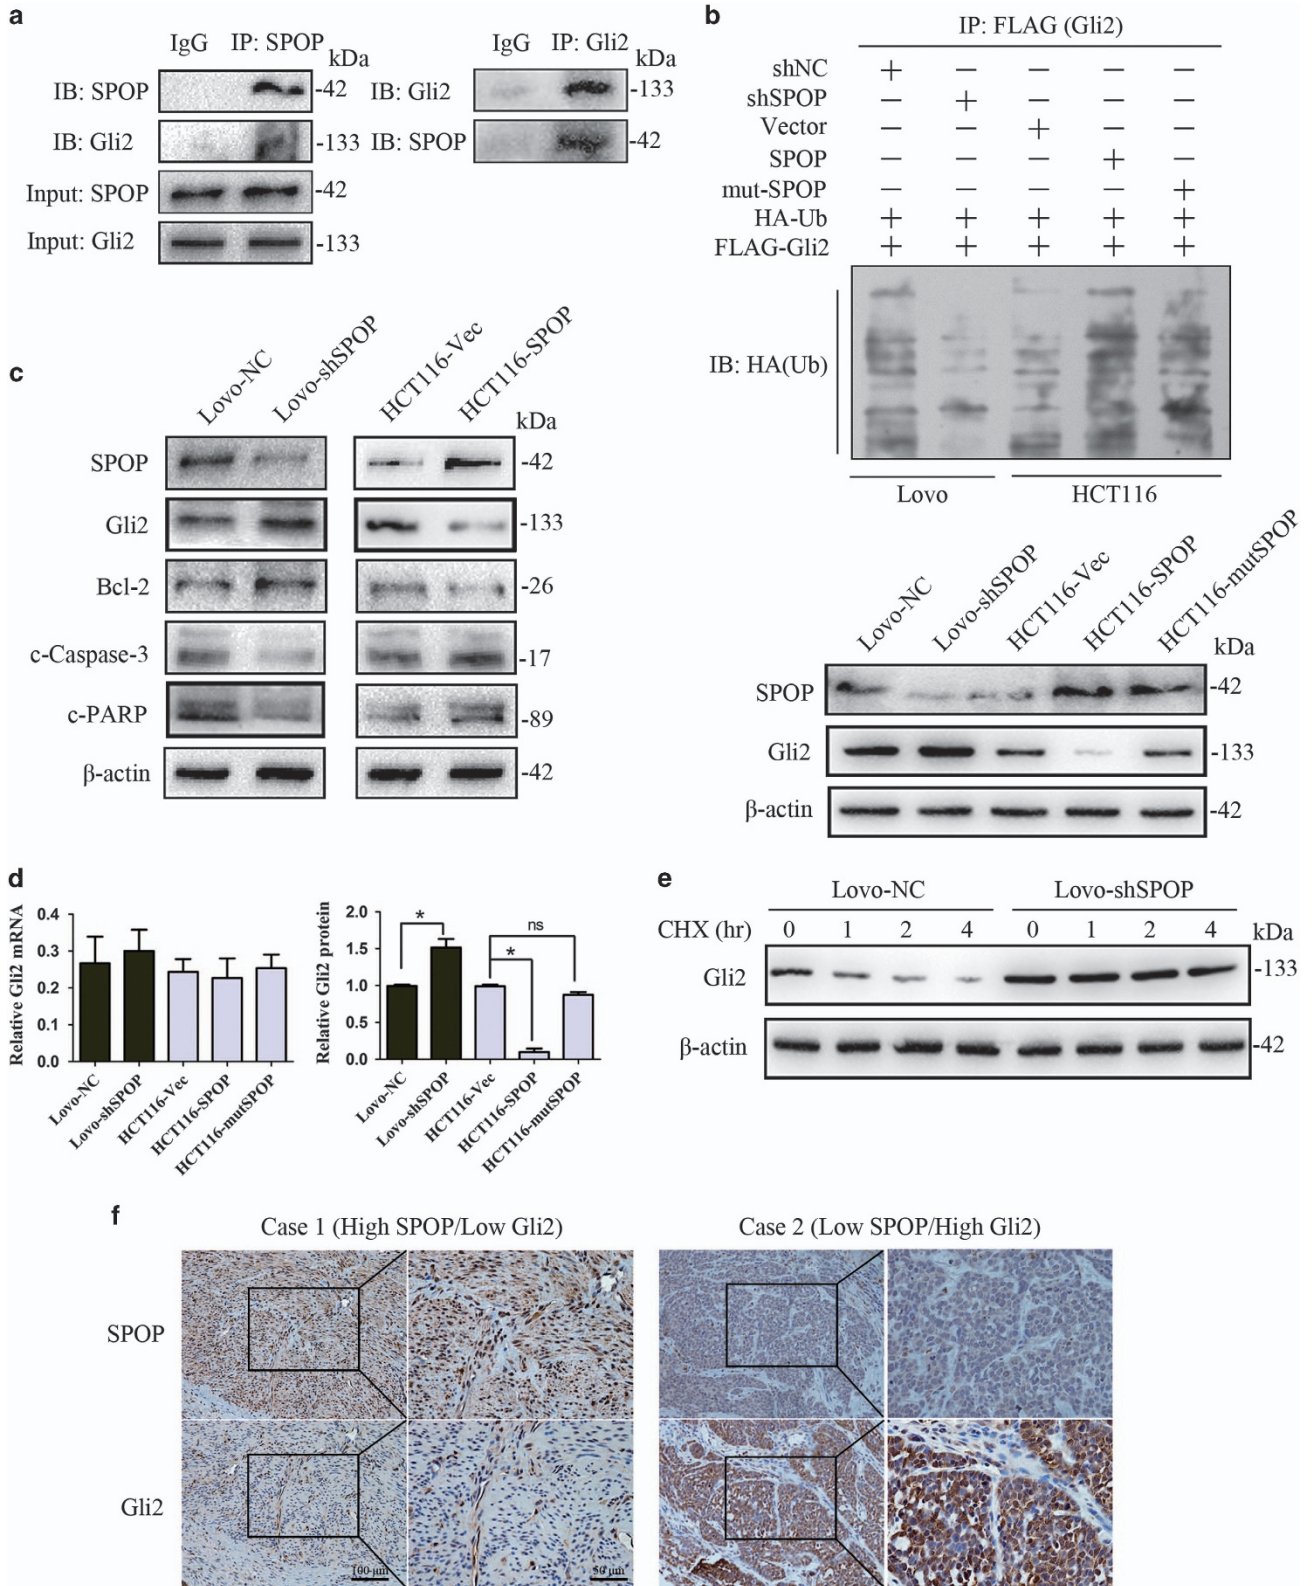 a
IgG IP: SPOP kDa
IB: SPOP -42
IB: Gli2 -133
Input: SPOP -42
Input: Gli2 -133
IgG IP: Gli2 kDa
IB: Gli2 -133
IB: SPOP -42
b
IP: FLAG (Gli2)
shNC + − − − −
shSPOP − + − − −
Vector − − + − −
SPOP − − − + −
mut-SPOP − − − − +
HA-Ub + + + + +
FLAG-Gli2 + + + + +
IB: HA(Ub)
Lovo HCT116
Lovo-NC Lovo-shSPOP HCT116-Vec HCT116-SPOP HCT116-mutSPOP
kDa
SPOP -42
Gli2 -133
β-actin -42
c
Lovo-NC Lovo-shSPOP HCT116-Vec HCT116-SPOP
kDa
SPOP -42
Gli2 -133
Bcl-2 -26
c-Caspase-3 -17
c-PARP -89
β-actin -42
d
Relative Gli2 mRNA
0.4
0.3
0.2
0.1
0.0
Lovo-NC
Lovo-shSPOP
HCT116-Vec
HCT116-SPOP
HCT116-mutSPOP
Relative Gli2 protein
2.0
1.5
1.0
0.5
0.0
* * ns
Lovo-NC
Lovo-shSPOP
HCT116-Vec
HCT116-SPOP
HCT116-mutSPOP
e
Lovo-NC Lovo-shSPOP
CHX (hr) 0 1 2 4 0 1 2 4 kDa
Gli2 -133
β-actin -42
f
Case 1 (High SPOP/Low Gli2) Case 2 (Low SPOP/High Gli2)
SPOP
Gli2
100 μm 50 μm